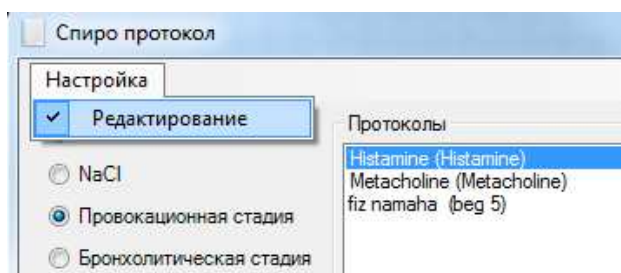 Спиро протокол
Настройка
Редактирование
Протоколы
NaCl
Провокационная стадия
Бронхолитическая стадия
Histamine (Histamine)
Metacholine (Metacholine)
fiz namaha (beg 5)